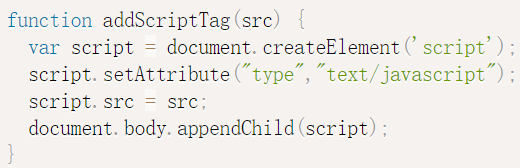 function addScriptTag(src) {
  var script = document.createElement('script');
  script.setAttribute("type","text/javascript");
  script.src = src;
  document.body.appendChild(script);
}